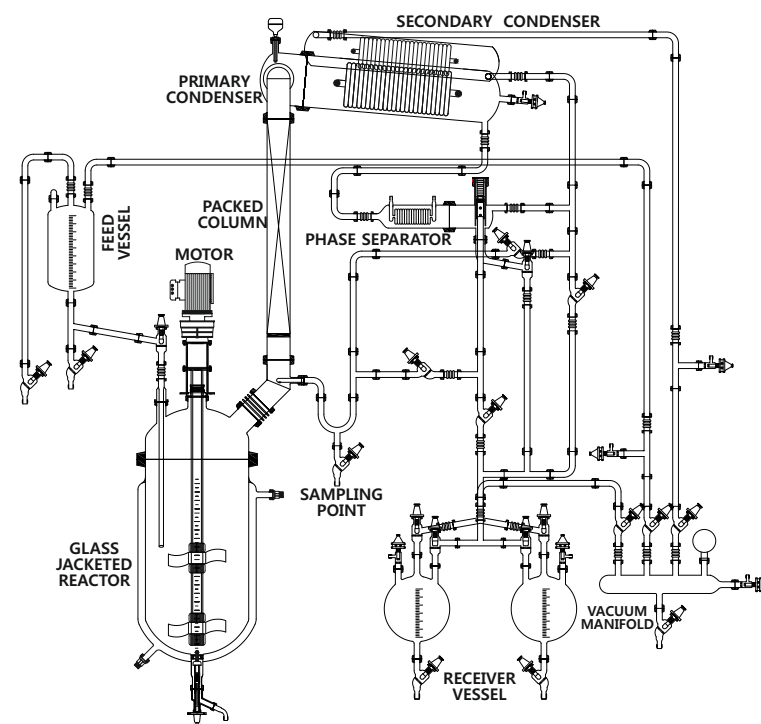 SECONDARY CONDENSER
PRIMARY
CONDENSER
PACKED
COLUMN
FEED
VESSEL
PHASE SEPARATOR
MOTOR
SAMPLING
POINT
GLASS
JACKETED
REACTOR
VACUUM
MANIFOLD
RECEIVER
VESSEL